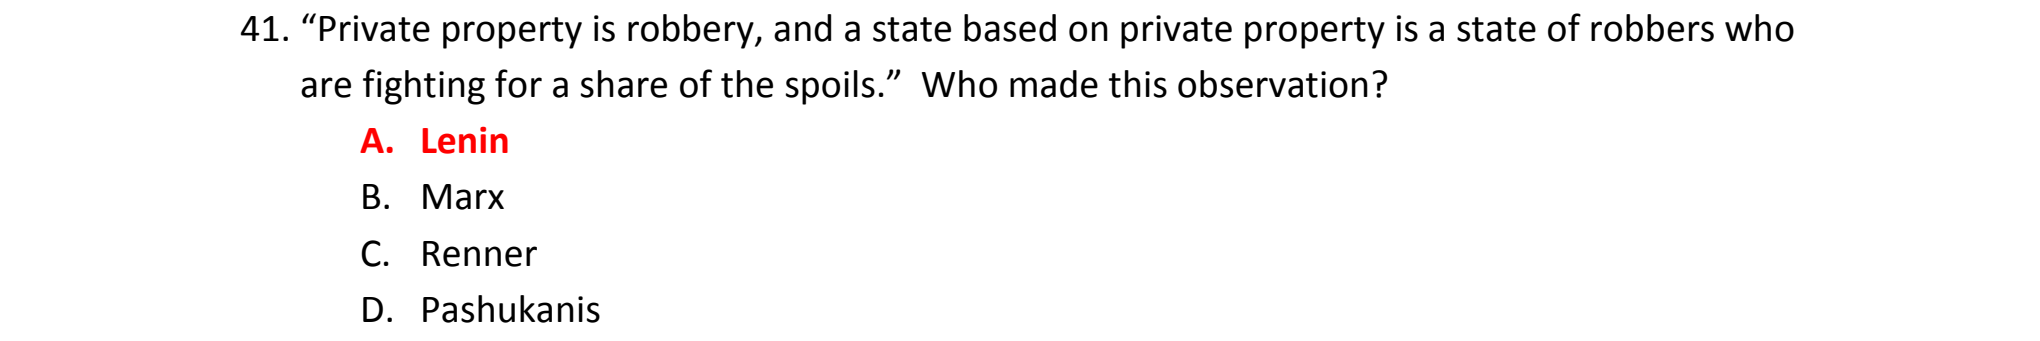 41. “Private property is robbery, and a state based on private property is a state of robbers who
are fighting for a share of the spoils.”  Who made this observation?
A. Lenin
B. Marx
C. Renner
D. Pashukanis